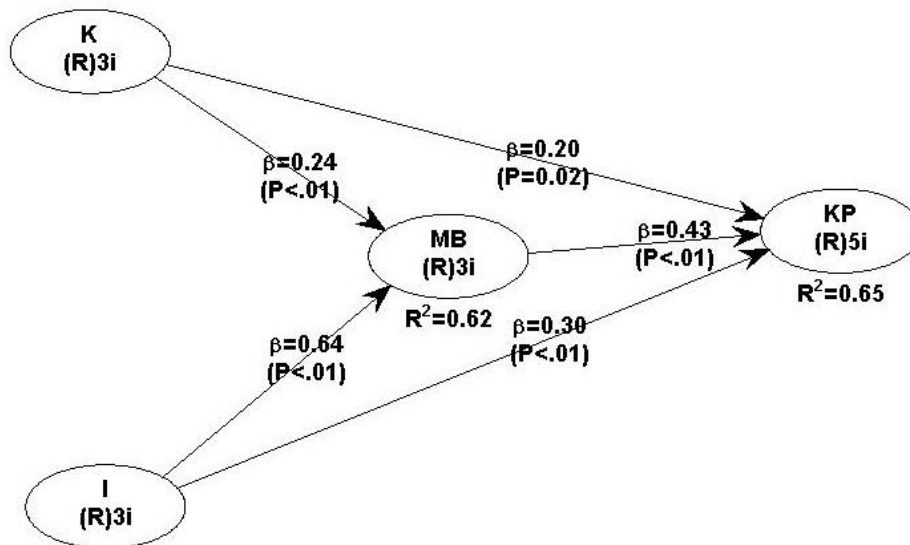 K
(R)3i
β=0.24
(P<.01)
β=0.20
(P=0.02)
MB
(R)3i
R²=0.62
β=0.43
(P<.01)
KP
(R)5i
R²=0.65
β=0.64
(P<.01)
β=0.30
(P<.01)
I
(R)3i